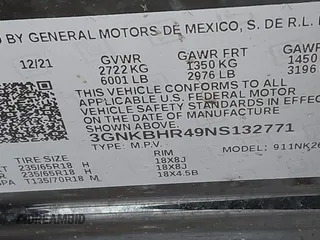 D BY GENERAL MOTORS DE MEXICO, S. DE R.L.
12/21 GVWR GAWR FRT GAWR
2722 KG 1350 KG 1450
6001 LB 2976 LB 3196
THIS VEHICLE CONFORMS TO ALL
APPLICABLE U.S. FEDERAL MOTOR
VEHICLE SAFETY STANDARDS IN EFFECT
ON THE DATE OF MANUFACTURE
SHOWN ABOVE.
3GNKBHR49NS132771
TYPE: M.P.V. MODEL: 911NK26
TIRE SIZE RIM
235/65R18 H 18X8J
235/65R18 H 18X8J
SPA T135/70R18 M 18X4.5B